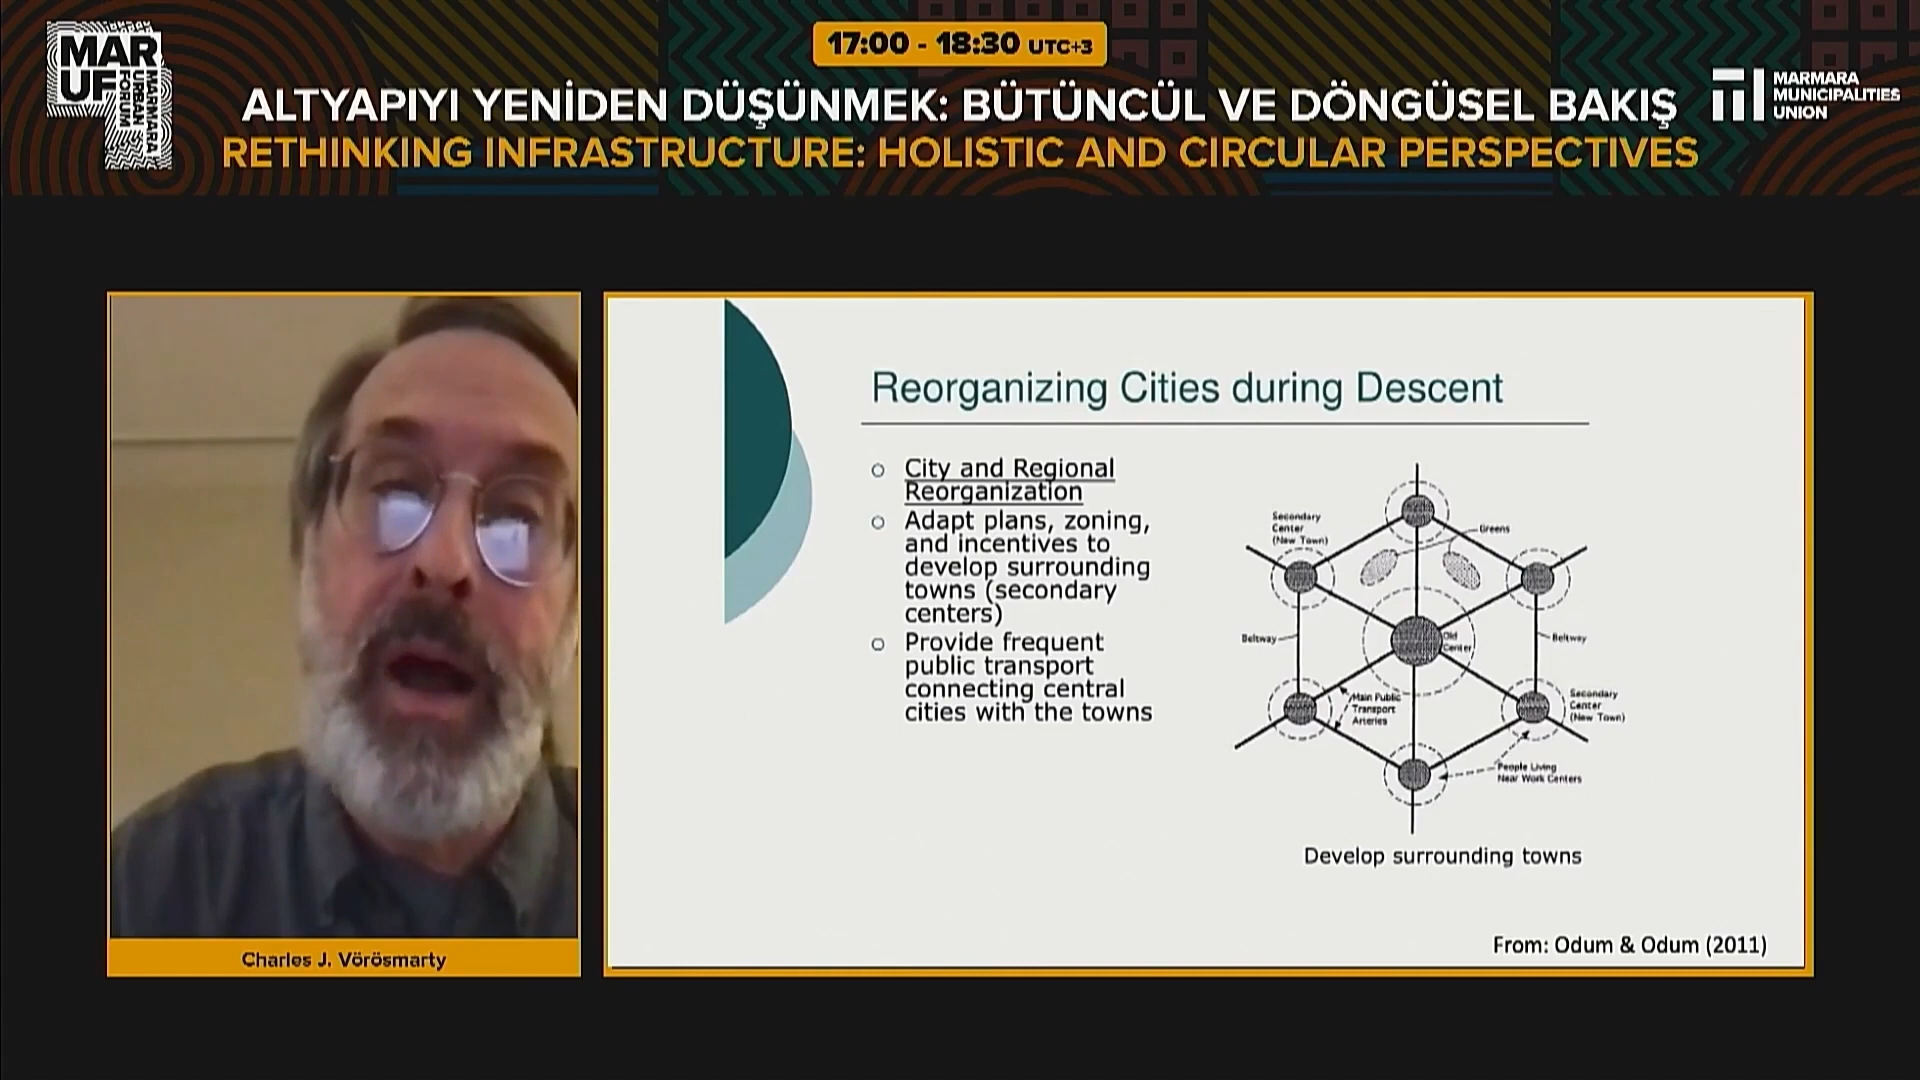 MAR
UF
MARMARA
URBAN
FORUM
17:00 - 18:30 UTC+3
ALTYAPIYI YENİDEN DÜŞÜNMEK: BÜTÜNCÜL VE DÖNGÜSEL BAKIŞ
RETHINKING INFRASTRUCTURE: HOLISTIC AND CIRCULAR PERSPECTIVES
MARMARA
MUNICIPALITIES
UNION
Charles J. Vörösmarty
Reorganizing Cities during Descent
City and Regional
Reorganization
Adapt plans, zoning,
and incentives to
develop surrounding
towns (secondary
centers)
Provide frequent
public transport
connecting central
cities with the towns
Secondary
Center
(New Town)
Greens
Beltway
Old
Center
Beltway
Main Public
Transport
Arteries
Secondary
Center
(New Town)
People Living
Near Work Centers
Develop surrounding towns
From: Odum & Odum (2011)